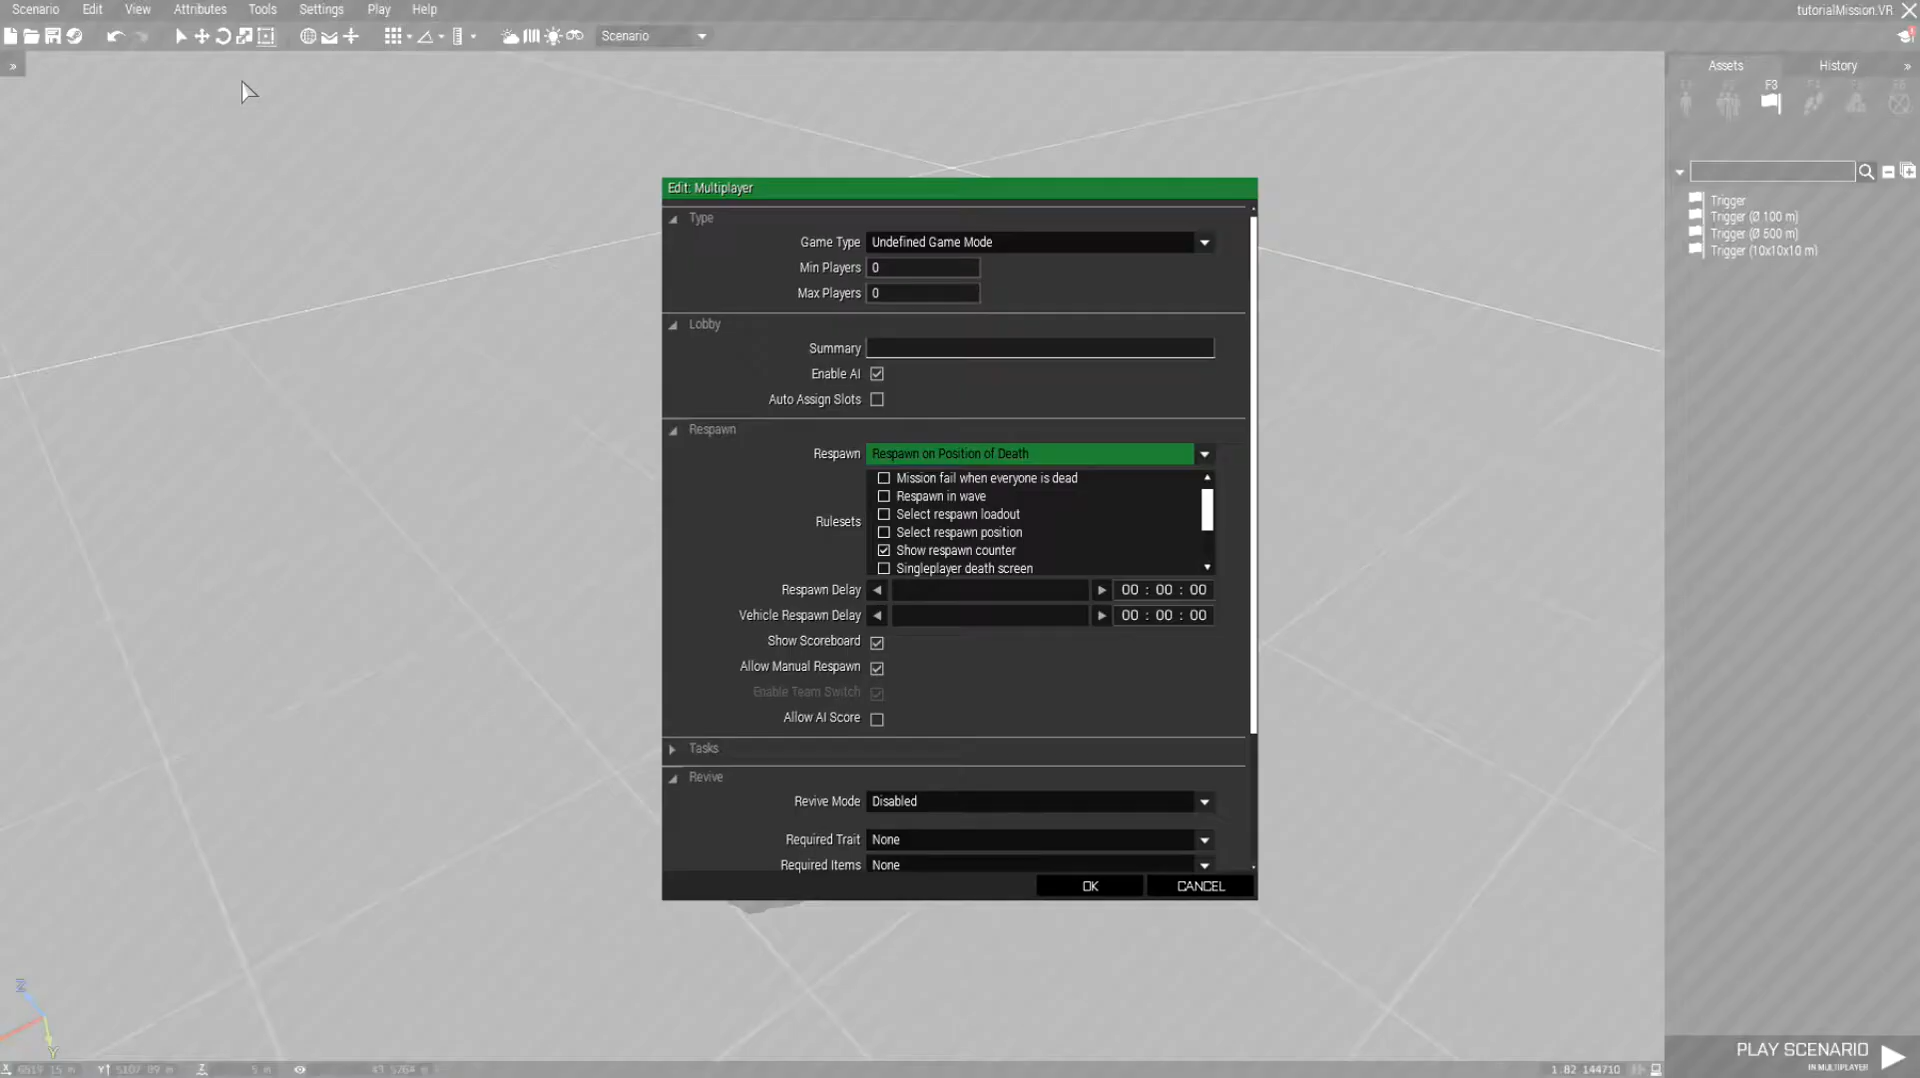 Scenario Edit View Attributes Tools Settings Play Help
tutorialMission.VR
Scenario
Assets History
F3
Trigger
Trigger (Ø 100 m)
Trigger (Ø 500 m)
Trigger (10x10x10 m)
Edit: Multiplayer
Type
Game Type Undefined Game Mode
Min Players 0
Max Players 0
Lobby
Summary
Enable AI
Auto Assign Slots
Respawn
Respawn Respawn on Position of Death
Rulesets
Mission fail when everyone is dead
Respawn in wave
Select respawn loadout
Select respawn position
Show respawn counter
Singleplayer death screen
Respawn Delay 00 : 00 : 00
Vehicle Respawn Delay 00 : 00 : 00
Show Scoreboard
Allow Manual Respawn
Enable Team Switch
Allow AI Score
Tasks
Revive
Revive Mode Disabled
Required Trait None
Required Items None
OK CANCEL
Z
Y
PLAY SCENARIO
IN MULTIPLAYER
1.82 144710